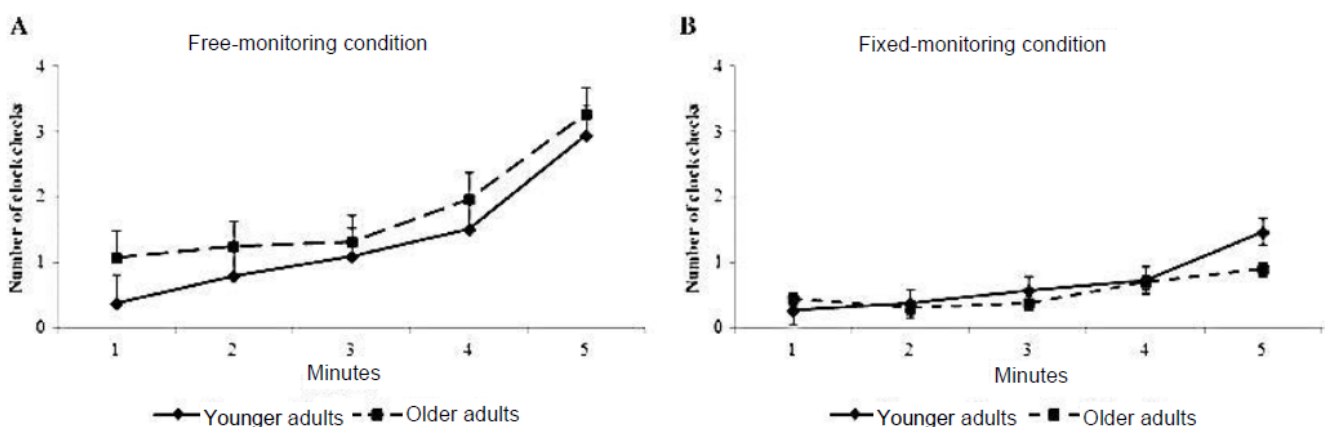 A
Free-monitoring condition
Number of clock checks
4
3
2
1
0
1 2 3 4 5
Minutes
Younger adults Older adults
B
Fixed-monitoring condition
Number of clock checks
4
3
2
1
0
1 2 3 4 5
Minutes
Younger adults Older adults